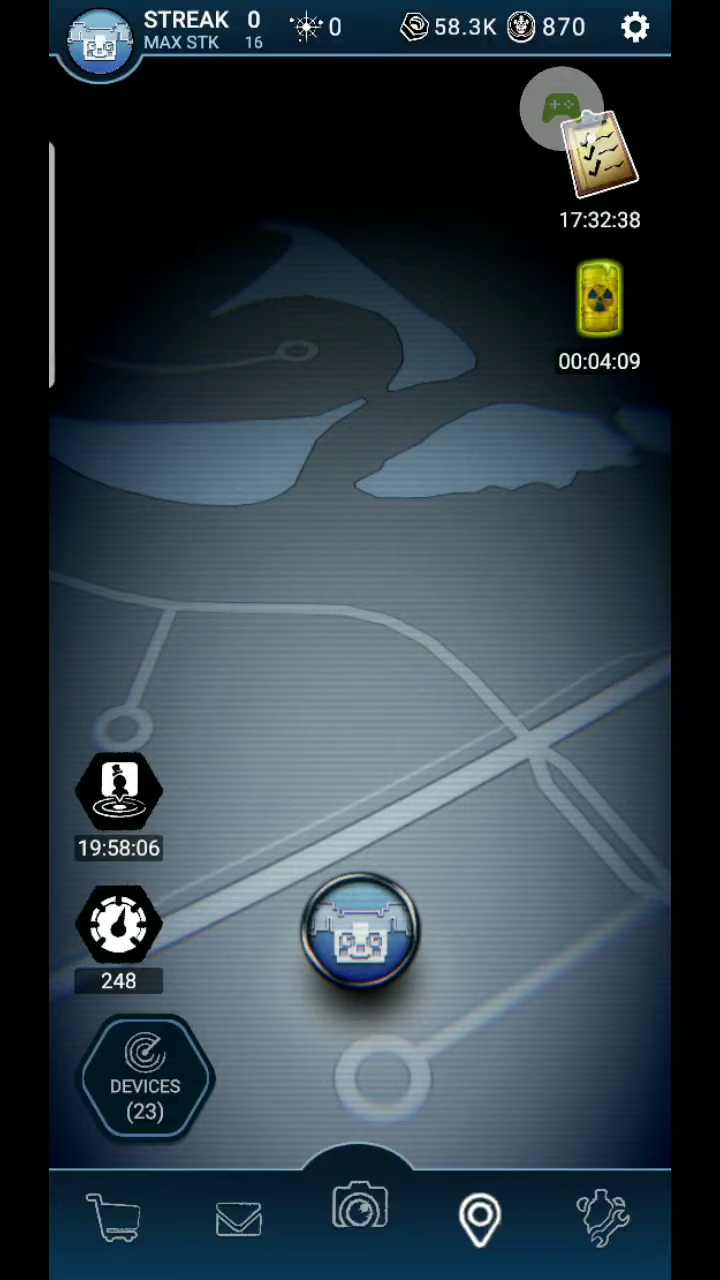 STREAK 0
MAX STK 16
0
58.3K
870
17:32:38
00:04:09
19:58:06
248
DEVICES
(23)